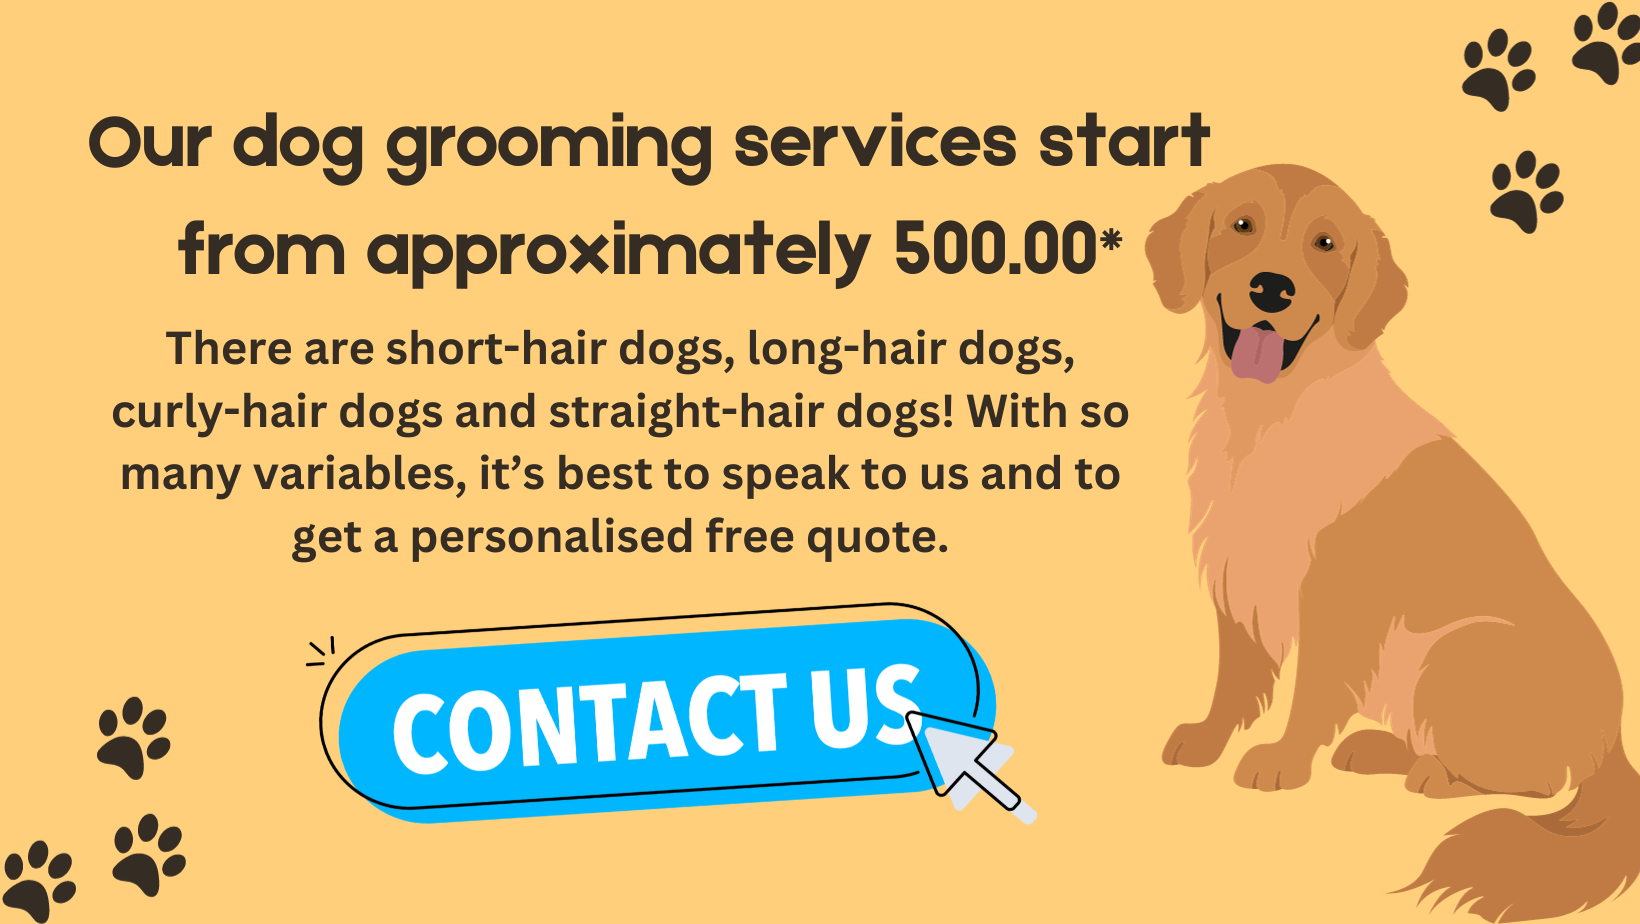 Our dog grooming services start
from approximately 500.00*
There are short-hair dogs, long-hair dogs,
curly-hair dogs and straight-hair dogs! With so
many variables, it’s best to speak to us and to
get a personalised free quote.
CONTACT US